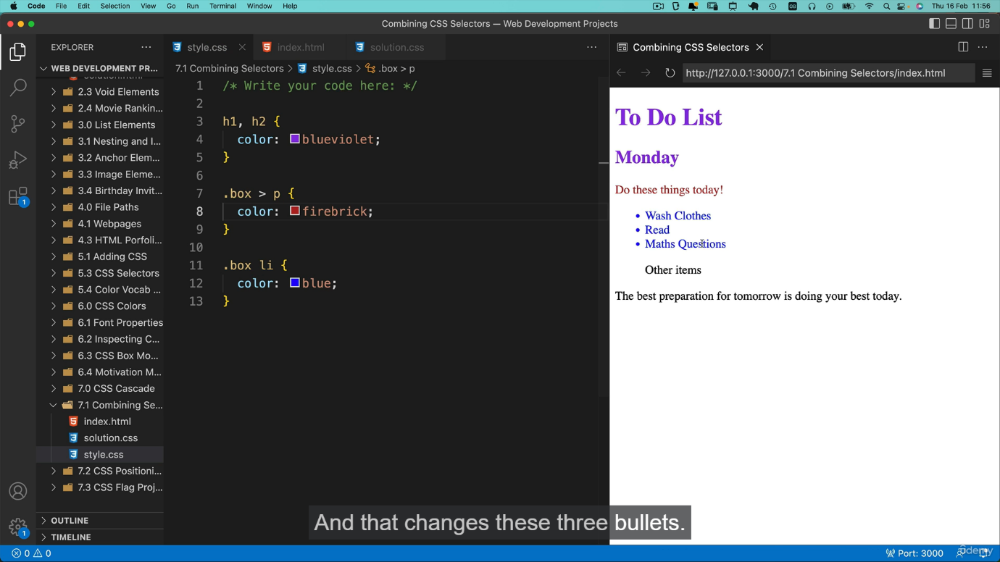 Code File Edit Selection View Go Run Terminal Window Help Thu 16 Feb 11:56
Combining CSS Selectors — Web Development Projects
EXPLORER
WEB DEVELOPMENT PR...
solution.html
2.3 Void Elements
2.4 Movie Rankin...
3.0 List Elements
3.1 Nesting and I...
3.2 Anchor Elem...
3.3 Image Eleme...
3.4 Birthday Invit...
4.0 File Paths
4.1 Webpages
4.3 HTML Porfoli...
5.1 Adding CSS
5.3 CSS Selectors
5.4 Color Vocab ...
6.0 CSS Colors
6.1 Font Properties
6.2 Inspecting C...
6.3 CSS Box Mo...
6.4 Motivation M...
7.0 CSS Cascade
7.1 Combining Se...
index.html
solution.css
style.css
7.2 CSS Positioni...
7.3 CSS Flag Proj...
OUTLINE
TIMELINE
style.css index.html solution.css
7.1 Combining Selectors > style.css > .box > p
1 /* Write your code here: */
2
3 h1, h2 {
4 color: blueviolet;
5 }
6
7 .box > p {
8 color: firebrick;
9 }
10
11 .box li {
12 color: blue;
13 }
Combining CSS Selectors
http://127.0.0.1:3000/7.1 Combining Selectors/index.html
To Do List
Monday
Do these things today!
• Wash Clothes
• Read
• Maths Questions
Other items
The best preparation for tomorrow is doing your best today.
And that changes these three bullets.
1
1
0 0 Port: 3000
Udemy